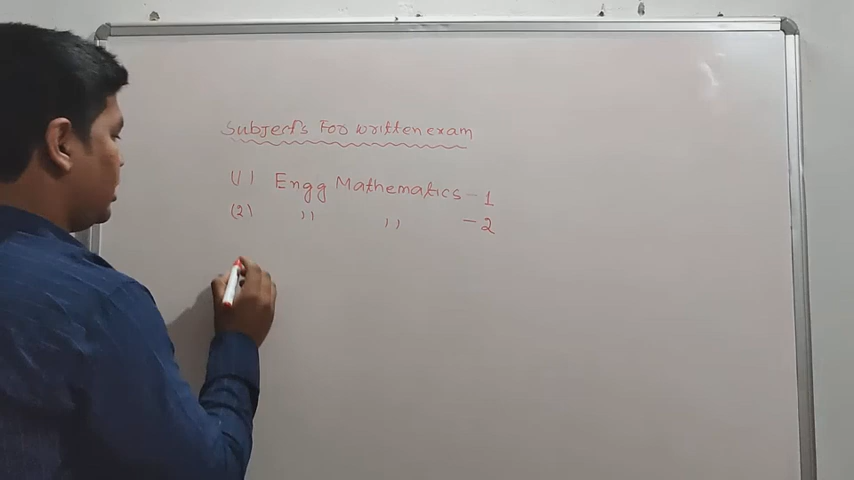 Subject's For written exam
(1) Engg Mathematics - 1
(2) " " - 2